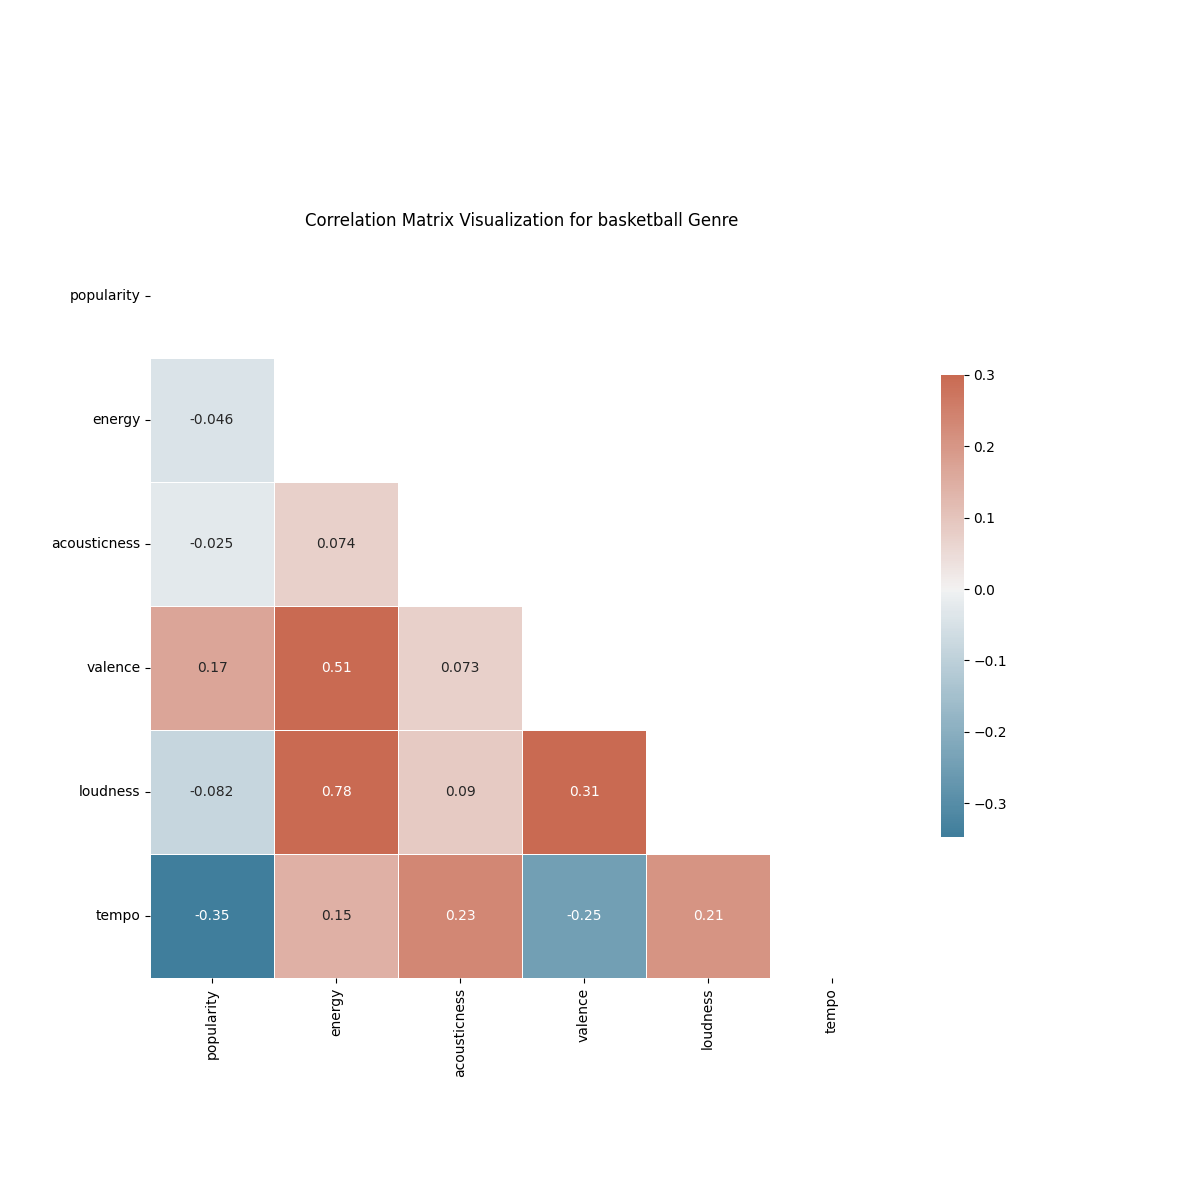 Correlation Matrix Visualization for basketball Genre
popularity
energy
-0.046
acousticness
-0.025 0.074
valence
0.17 0.51 0.073
loudness
-0.082 0.78 0.09 0.31
tempo
-0.35 0.15 0.23 -0.25 0.21
popularity
energy
acousticness
valence
loudness
tempo
0.3
0.2
0.1
0.0
−0.1
−0.2
−0.3